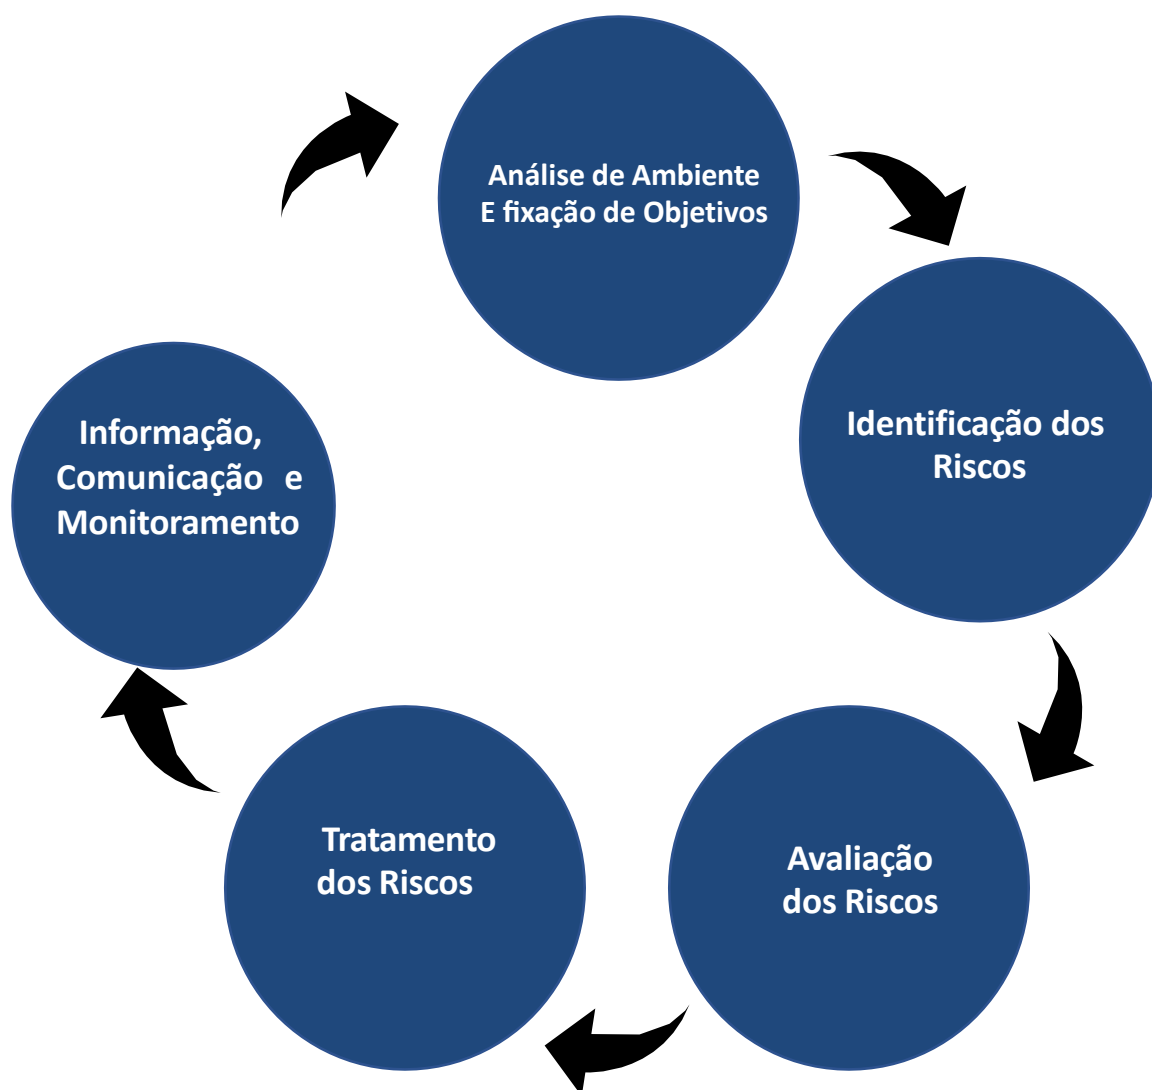 Análise de Ambiente
E fixação de Objetivos
Identificação dos
Riscos
Avaliação
dos Riscos
Tratamento
dos Riscos
Informação,
Comunicação e
Monitoramento